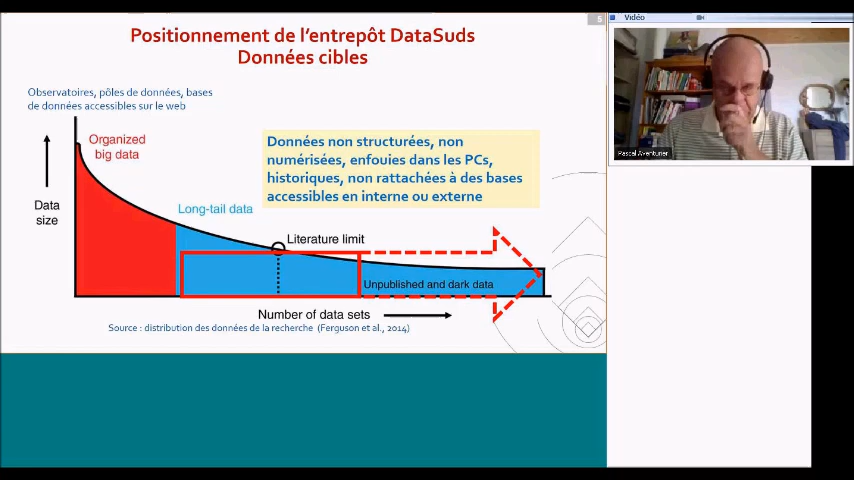 5
Vidéo
Positionnement de l’entrepôt DataSuds
Données cibles
Observatoires, pôles de données, bases
de données accessibles sur le web
Organized
big data
Données non structurées, non
numérisées, enfouies dans les PCs,
historiques, non rattachées à des bases
accessibles en interne ou externe
Pascal Aventurier
Data
size
Long-tail data
Literature limit
Unpublished and dark data
Number of data sets
Source : distribution des données de la recherche (Ferguson et al., 2014)